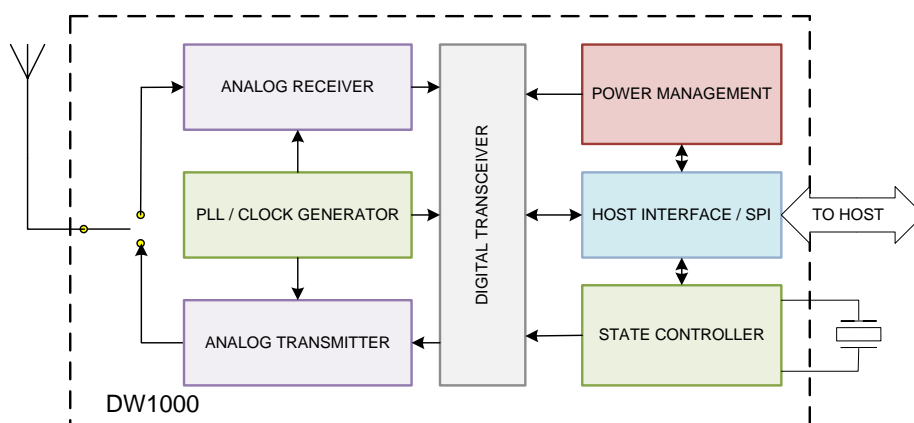 ANALOG RECEIVER
POWER MANAGEMENT
PLL / CLOCK GENERATOR
DIGITAL TRANSCEIVER
HOST INTERFACE / SPI
TO HOST
ANALOG TRANSMITTER
STATE CONTROLLER
DW1000